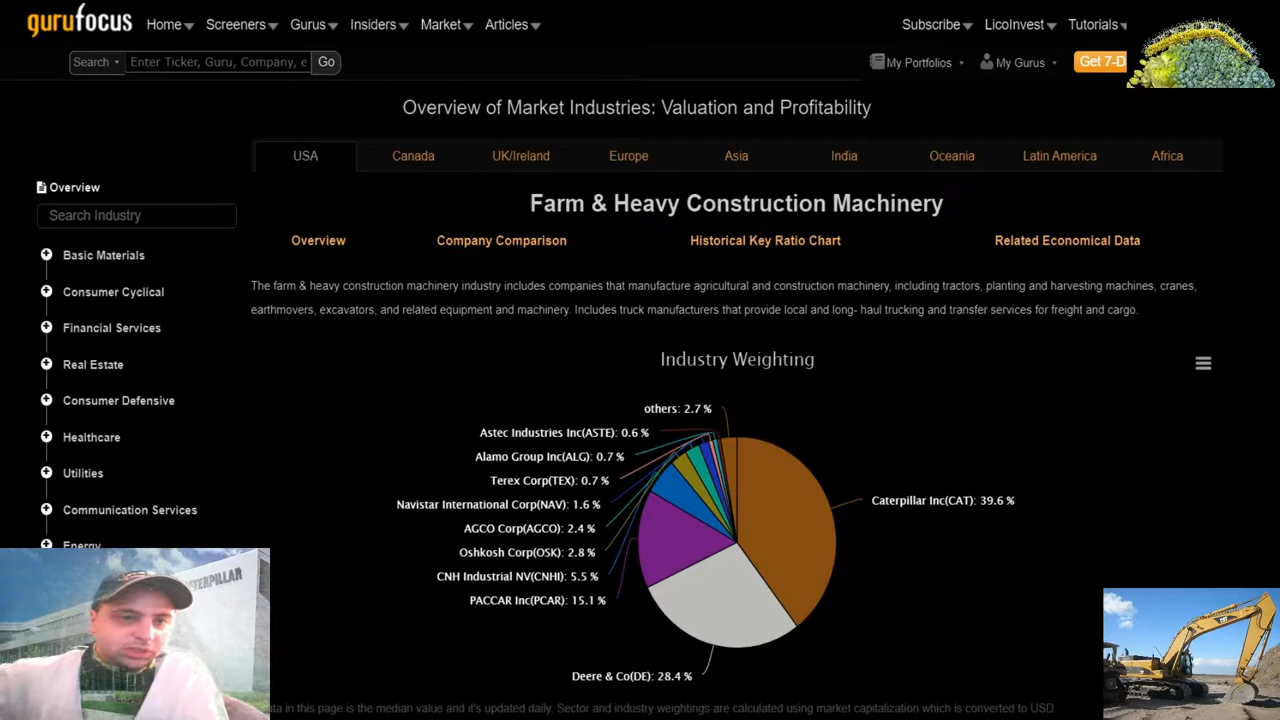 gurufocus
Home Screeners Gurus Insiders Market Articles Subscribe LicoInvest Tutorials
Search Enter Ticker, Guru, Company, e Go My Portfolios My Gurus Get 7-D
Overview of Market Industries: Valuation and Profitability
USA Canada UK/Ireland Europe Asia India Oceania Latin America Africa
Overview
Search Industry
Basic Materials
Consumer Cyclical
Financial Services
Real Estate
Consumer Defensive
Healthcare
Utilities
Communication Services
Energy
Farm & Heavy Construction Machinery
Overview Company Comparison Historical Key Ratio Chart Related Economical Data
The farm & heavy construction machinery industry includes companies that manufacture agricultural and construction machinery, including tractors, planting and harvesting machines, cranes,
earthmovers, excavators, and related equipment and machinery. Includes truck manufacturers that provide local and long- haul trucking and transfer services for freight and cargo.
Industry Weighting
others: 2.7 %
Astec Industries Inc(ASTE): 0.6 %
Alamo Group Inc(ALG): 0.7 %
Terex Corp(TEX): 0.7 %
Navistar International Corp(NAV): 1.6 %
AGCO Corp(AGCO): 2.4 %
Oshkosh Corp(OSK): 2.8 %
CNH Industrial NV(CNHI): 5.5 %
PACCAR Inc(PCAR): 15.1 %
Caterpillar Inc(CAT): 39.6 %
Deere & Co(DE): 28.4 %
ata in this page is the median value and it's updated daily. Sector and industry weightings are calculated using market capitalization which is converted to USD.
TERPILLAR
CAT